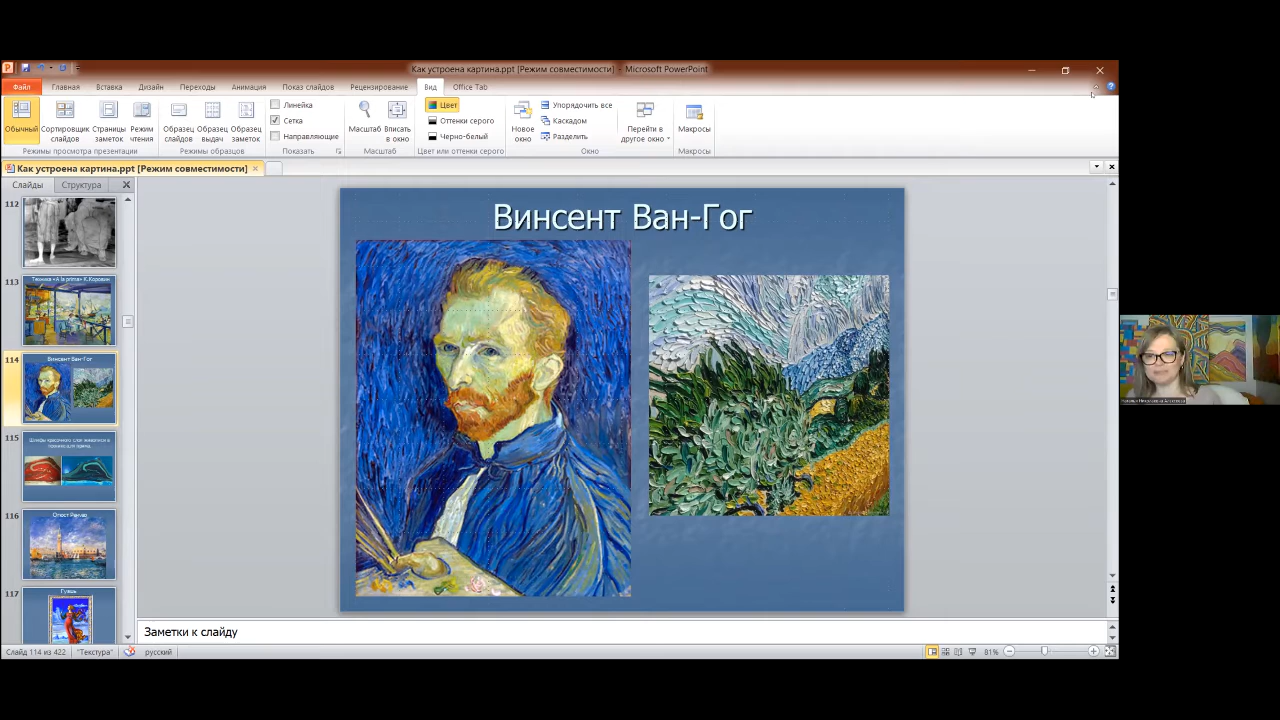 Как устроена картина.ppt [Режим совместимости] - Microsoft PowerPoint
Файл Главная Вставка Дизайн Переходы Анимация Показ слайдов Рецензирование Вид Office Tab
Обычный
Сортировщик слайдов
Страницы заметок
Режим чтения
Режимы просмотра презентации
Образец слайдов
Образец выдач
Образец заметок
Режимы образцов
Линейка
Сетка
Направляющие
Показать
Масштаб
Вписать в окно
Масштаб
Цвет
Оттенки серого
Черно-белый
Цвет или оттенки серого
Новое окно
Упорядочить все
Каскадом
Разделить
Перейти в другое окно
Окно
Макросы
Макросы
Как устроена картина.ppt [Режим совместимости]
Слайды Структура
112
113
Техника «A la prima» К.Коровин
114
Винсент Ван-Гог
115
Шлифы красочного слоя живописи в
116
117
Гуашь
Винсент Ван-Гог
Заметки к слайду
Слайд 114 из 422 "Текстура" русский 81%